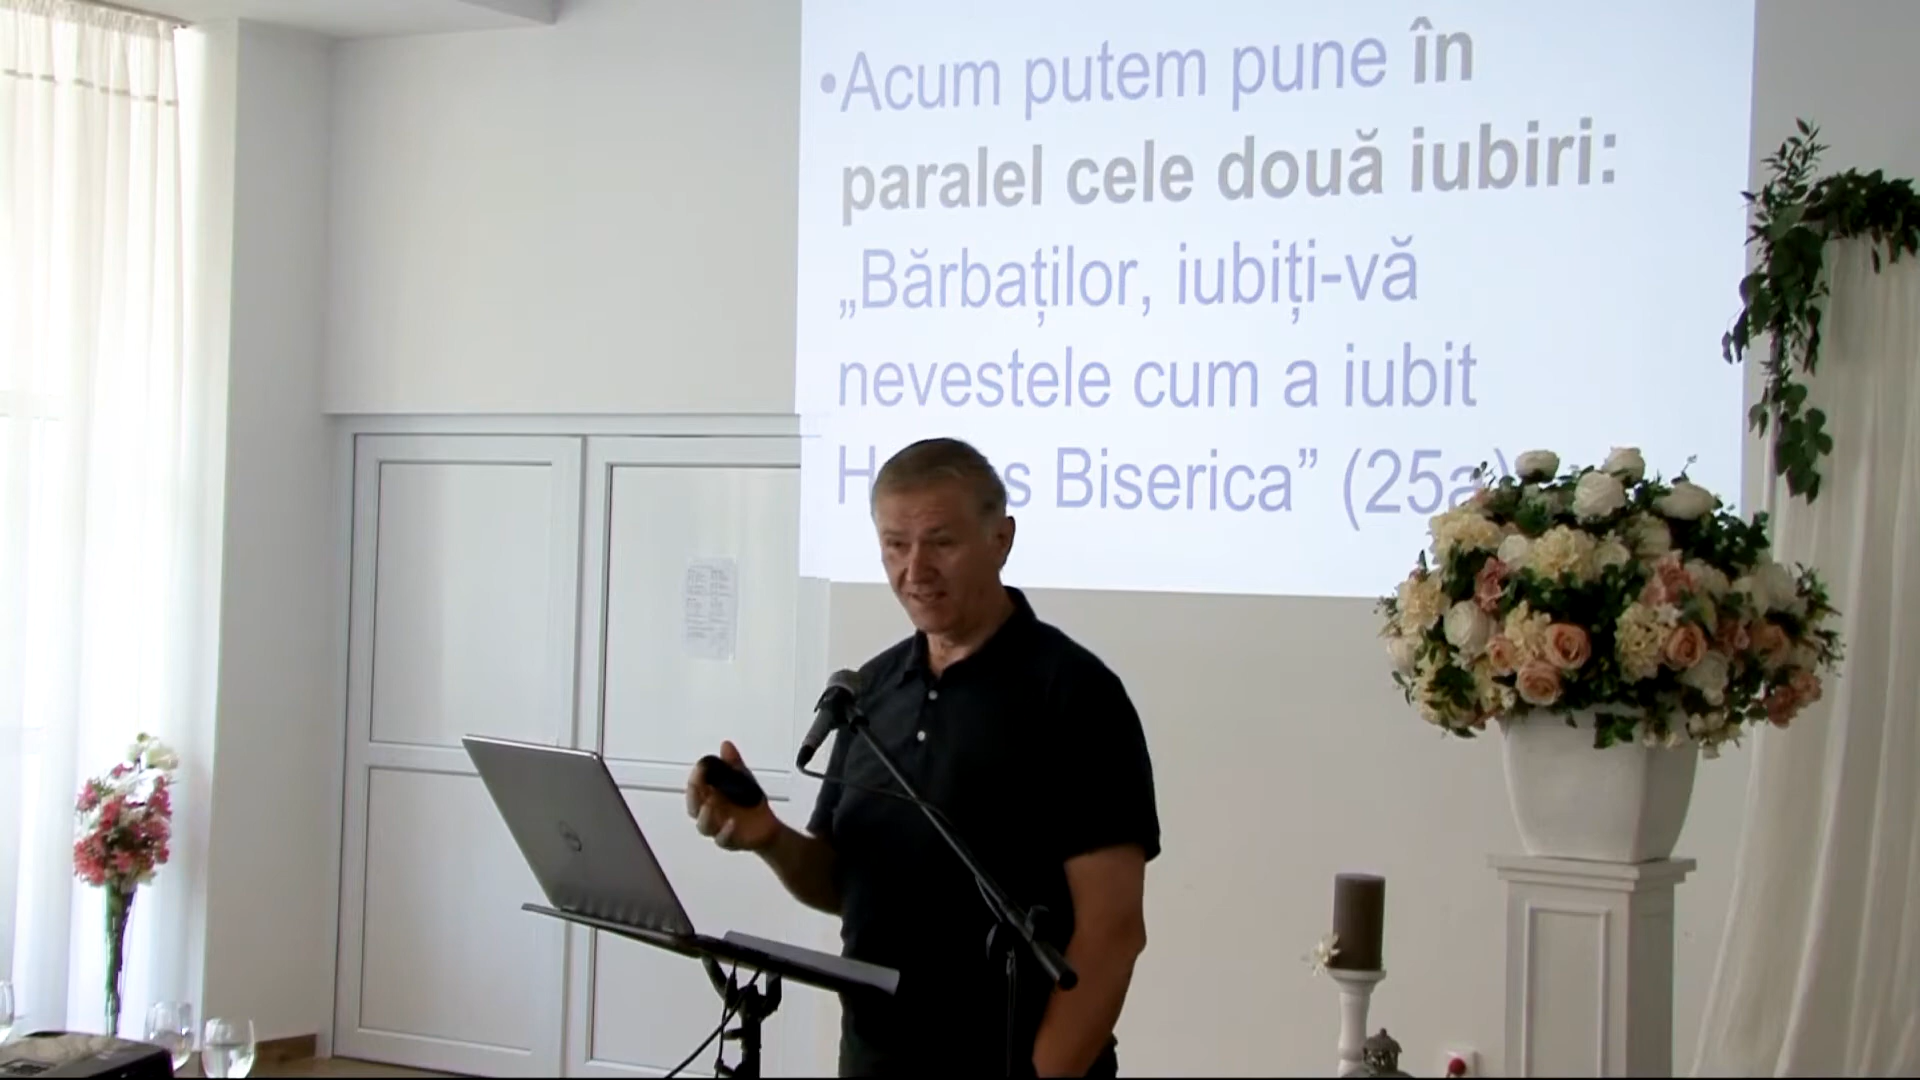 •Acum putem pune în
paralel cele două iubiri:
„Bărbaților, iubiți-vă
nevestele cum a iubit
Biserica” (25a)